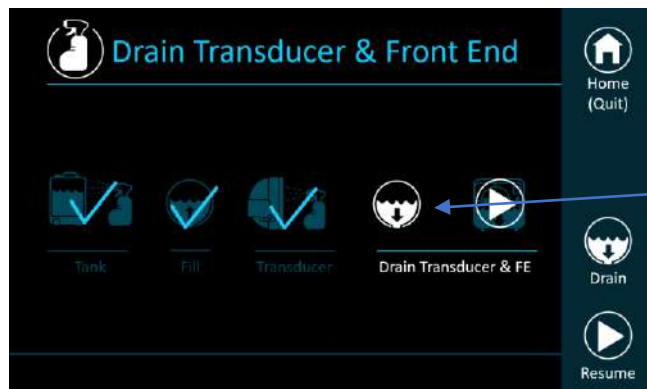 Drain Transducer & Front End
Home
(Quit)
Tank
Fill
Transducer
Drain Transducer & FE
Drain
Resume